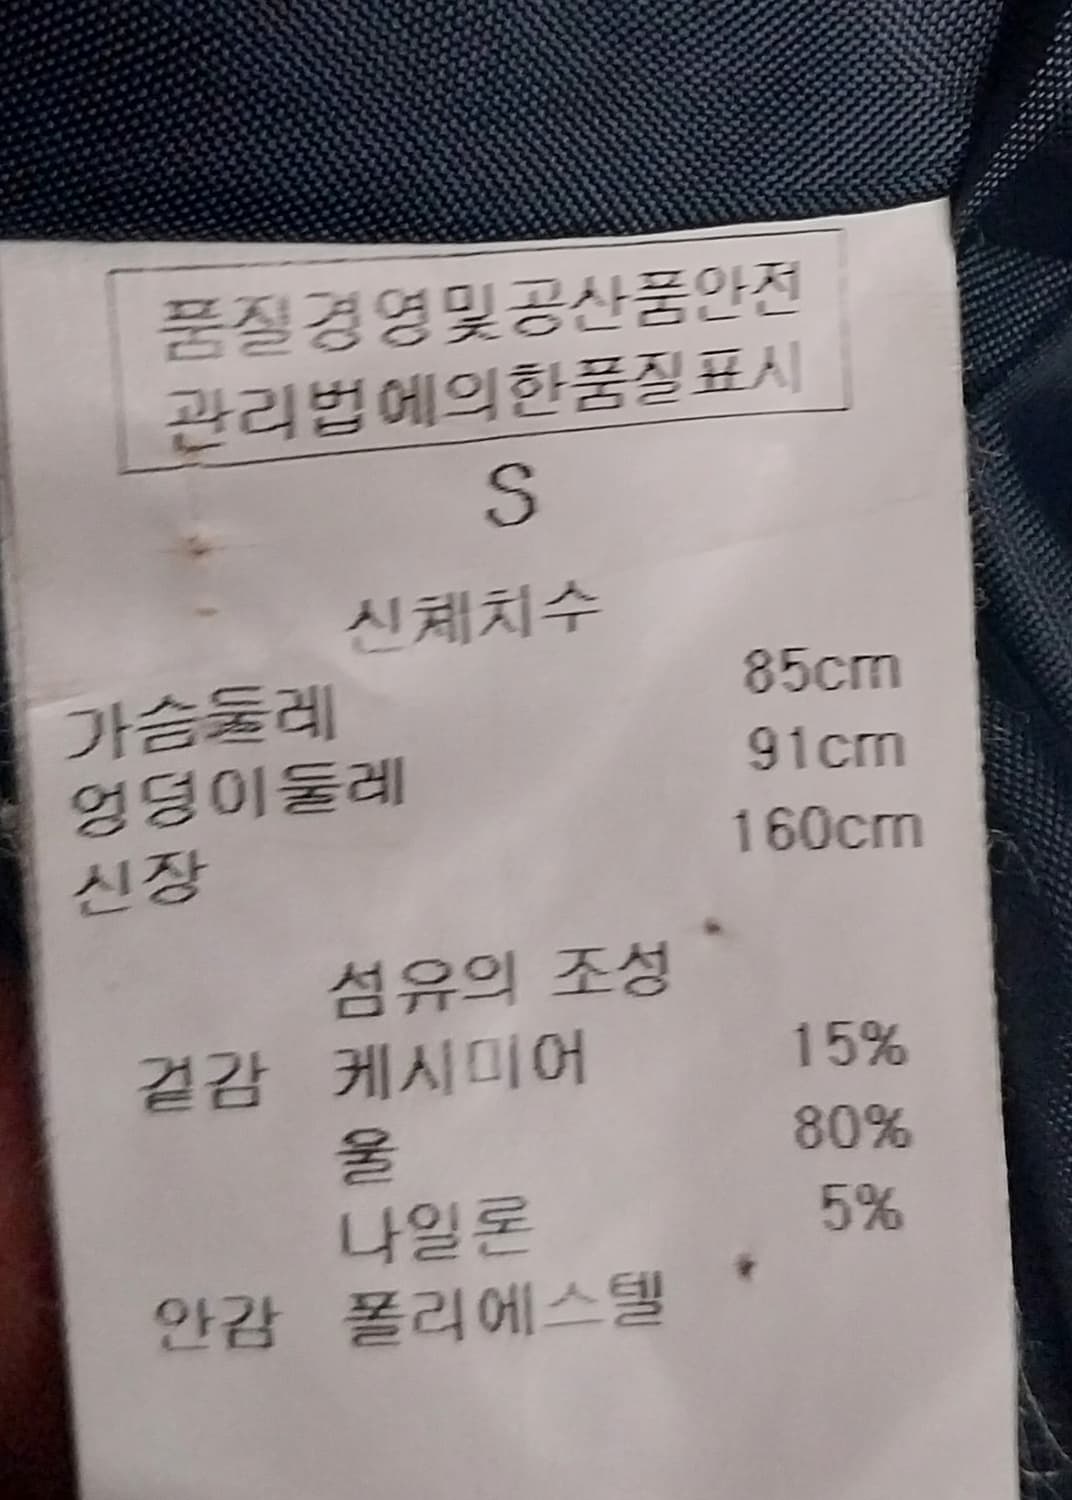 품질경영및공산품안전
관리법에의한품질표시
S
신체치수
가슴둘레 85cm
엉덩이둘레 91cm
신장 160cm
섬유의 조성
겉감 케시미어 15%
울 80%
나일론 5%
안감 폴리에스텔